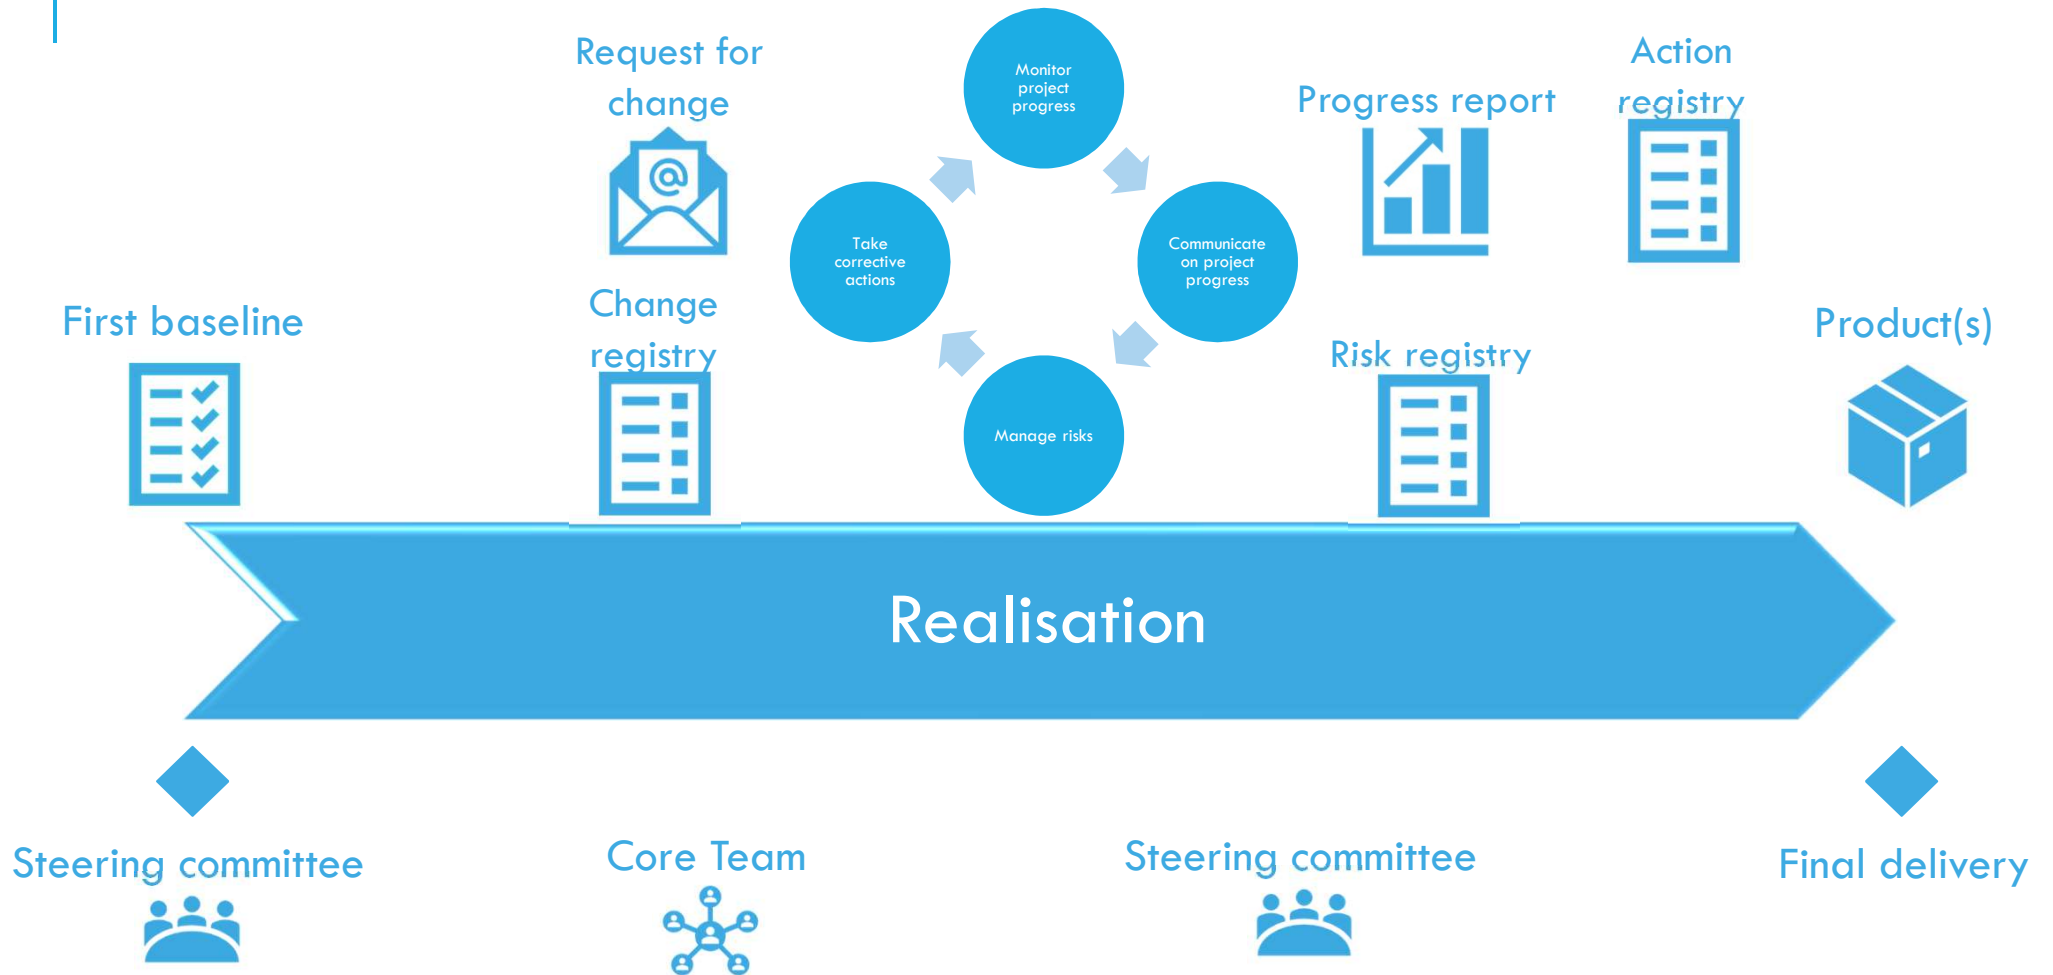 Request for
change
Monitor
project
progress
Progress report
Action
registry
@
Take
corrective
actions
Communicate
on project
progress
First baseline
Change
registry
Risk registry
Product(s)
Manage risks
Realisation
Steering committee
Core Team
Steering committee
Final delivery